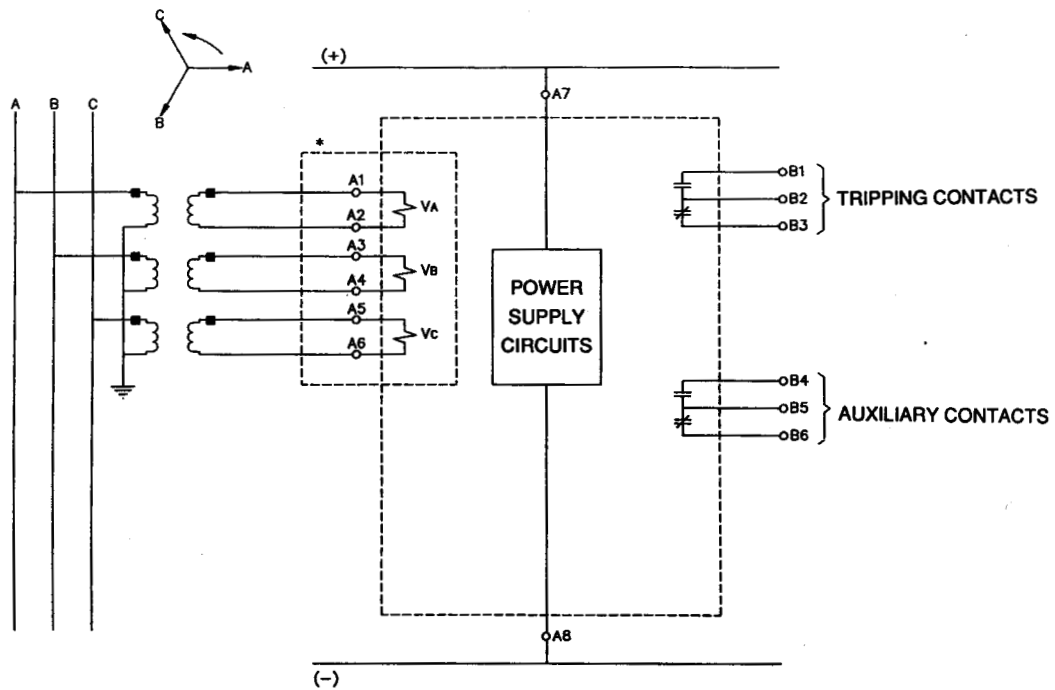 C
A
B
(+)
A7
A B C
*
A1
VA
A2
A3
VB
A4
A5
VC
A6
POWER
SUPPLY
CIRCUITS
B1
B2
B3
TRIPPING CONTACTS
B4
B5
B6
AUXILIARY CONTACTS
A8
(-)